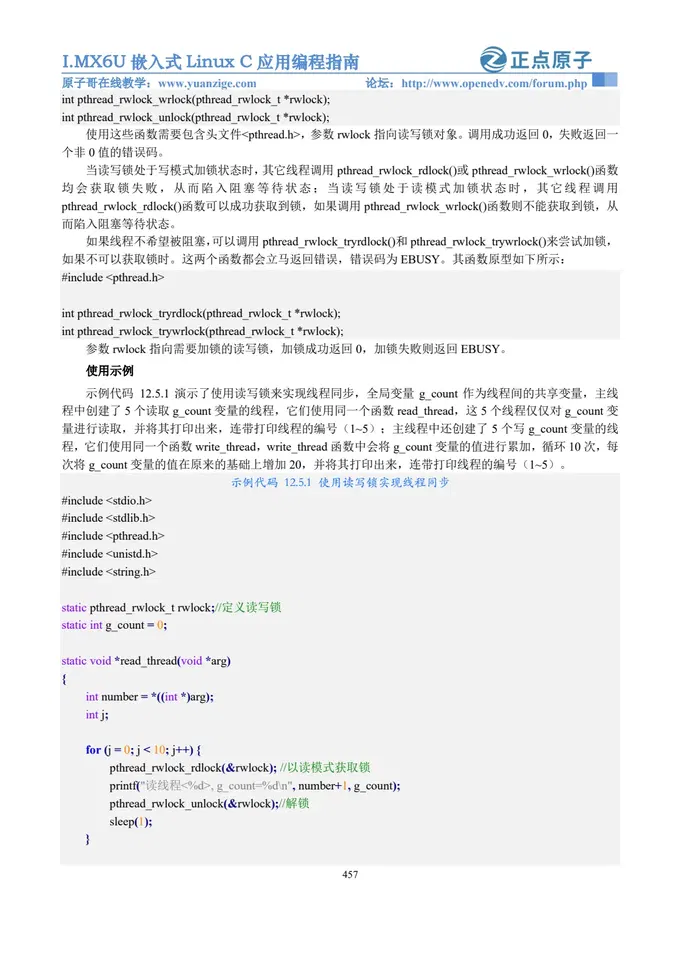 I.MX6U 嵌入式 Linux C 应用编程指南
正点原子
原子哥在线教学：www.yuanzige.com 论坛：http://www.openedv.com/forum.php
int pthread_rwlock_wrlock(pthread_rwlock_t *rwlock);
int pthread_rwlock_unlock(pthread_rwlock_t *rwlock);
使用这些函数需要包含头文件<pthread.h>，参数 rwlock 指向读写锁对象。调用成功返回 0，失败返回一
个非 0 值的错误码。
当读写锁处于写模式加锁状态时，其它线程调用 pthread_rwlock_rdlock()或 pthread_rwlock_wrlock()函数
均会获取锁失败，从而陷入阻塞等待状态；当读写锁处于读模式加锁状态时，其它线程调用
pthread_rwlock_rdlock()函数可以成功获取到锁，如果调用 pthread_rwlock_wrlock()函数则不能获取到锁，从
而陷入阻塞等待状态。
如果线程不希望被阻塞，可以调用 pthread_rwlock_tryrdlock()和 pthread_rwlock_trywrlock()来尝试加锁，
如果不可以获取锁时。这两个函数都会立马返回错误，错误码为 EBUSY。其函数原型如下所示：
#include <pthread.h>
int pthread_rwlock_tryrdlock(pthread_rwlock_t *rwlock);
int pthread_rwlock_trywrlock(pthread_rwlock_t *rwlock);
参数 rwlock 指向需要加锁的读写锁，加锁成功返回 0，加锁失败则返回 EBUSY。
使用示例
示例代码 12.5.1 演示了使用读写锁来实现线程同步，全局变量 g_count 作为线程间的共享变量，主线
程中创建了 5 个读取 g_count 变量的线程，它们使用同一个函数 read_thread，这 5 个线程仅仅对 g_count 变
量进行读取，并将其打印出来，连带打印线程的编号（1~5）；主线程中还创建了 5 个写 g_count 变量的线
程，它们使用同一个函数 write_thread，write_thread 函数中会将 g_count 变量的值进行累加，循环 10 次，每
次将 g_count 变量的值在原来的基础上增加 20，并将其打印出来，连带打印线程的编号（1~5）。
示例代码 12.5.1 使用读写锁实现线程同步
#include <stdio.h>
#include <stdlib.h>
#include <pthread.h>
#include <unistd.h>
#include <string.h>
static pthread_rwlock_t rwlock;//定义读写锁
static int g_count = 0;
static void *read_thread(void *arg)
{
int number = *((int *)arg);
int j;
for (j = 0; j < 10; j++) {
pthread_rwlock_rdlock(&rwlock); //以读模式获取锁
printf("读线程<%d>, g_count=%d\n", number+1, g_count);
pthread_rwlock_unlock(&rwlock);//解锁
sleep(1);
}
457